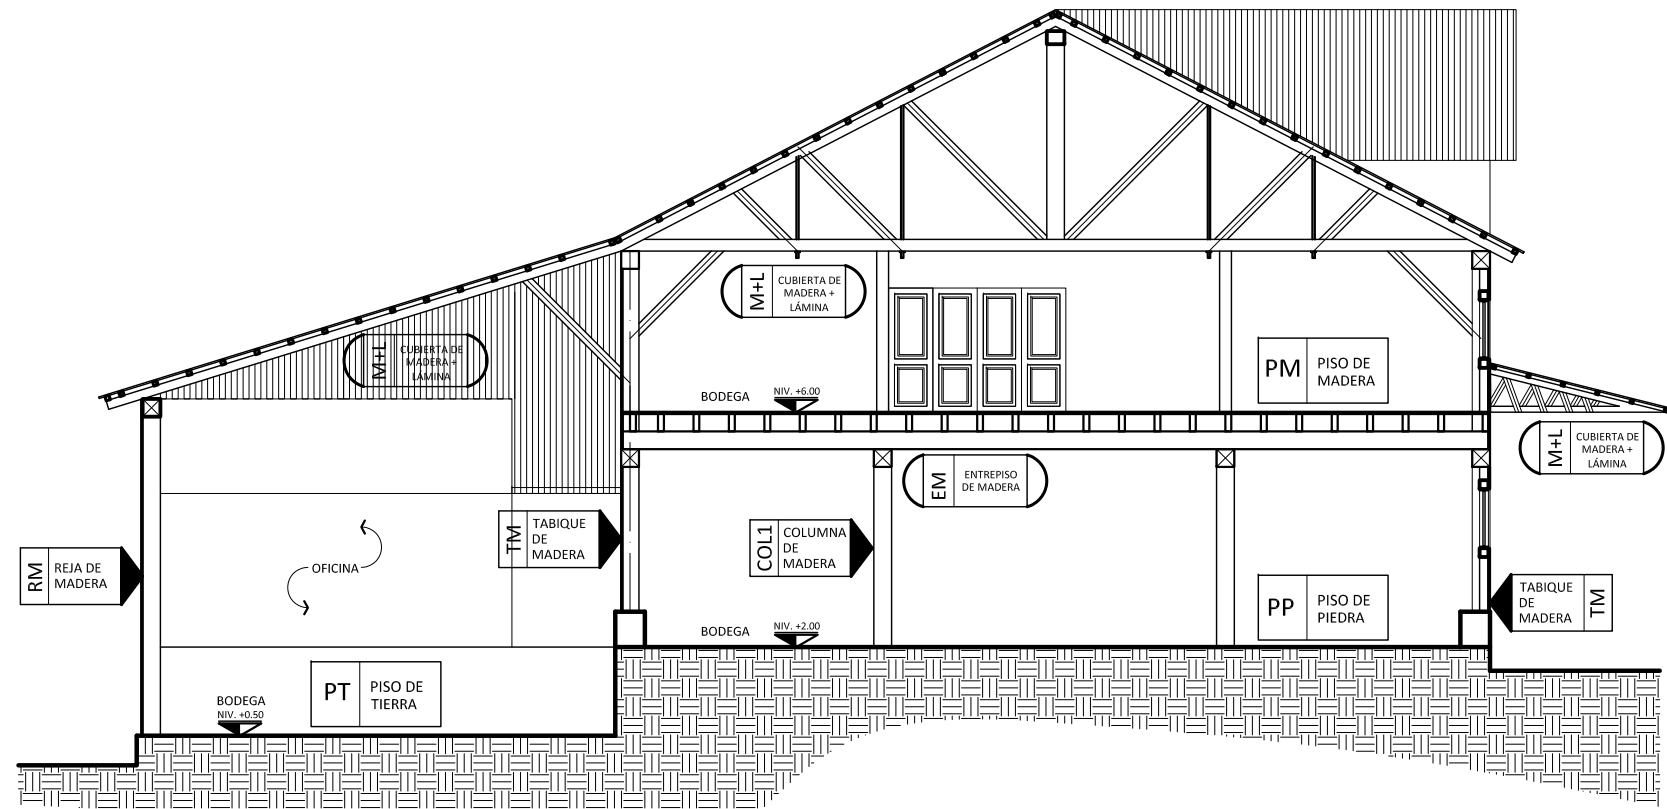 M+L
CUBIERTA DE
MADERA +
LÁMINA
M+L
CUBIERTA DE
MADERA +
LÁMINA
PM
PISO DE
MADERA
BODEGA
NIV. +6.00
M+L
CUBIERTA DE
MADERA +
LÁMINA
EM
ENTREPISO
DE MADERA
TM
TABIQUE
DE
MADERA
COL1
COLUMNA
DE
MADERA
RM
REJA DE
MADERA
OFICINA
PP
PISO DE
PIEDRA
TABIQUE
DE
MADERA
TM
BODEGA
NIV. +2.00
PT
PISO DE
TIERRA
BODEGA
NIV. +0.50